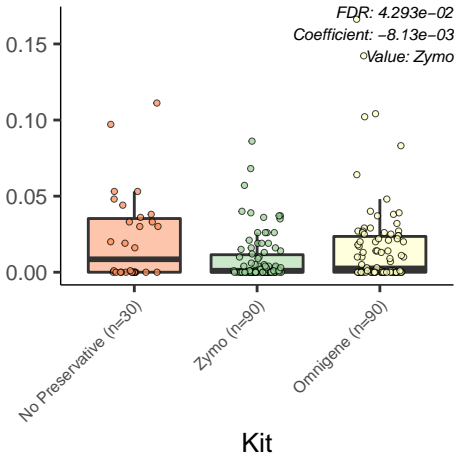 FDR: 4.293e−02
Coefficient: −8.13e−03
Value: Zymo
0.15
0.10
0.05
0.00
No Preservative (n=30)
Zymo (n=90)
Omnigene (n=90)
Kit